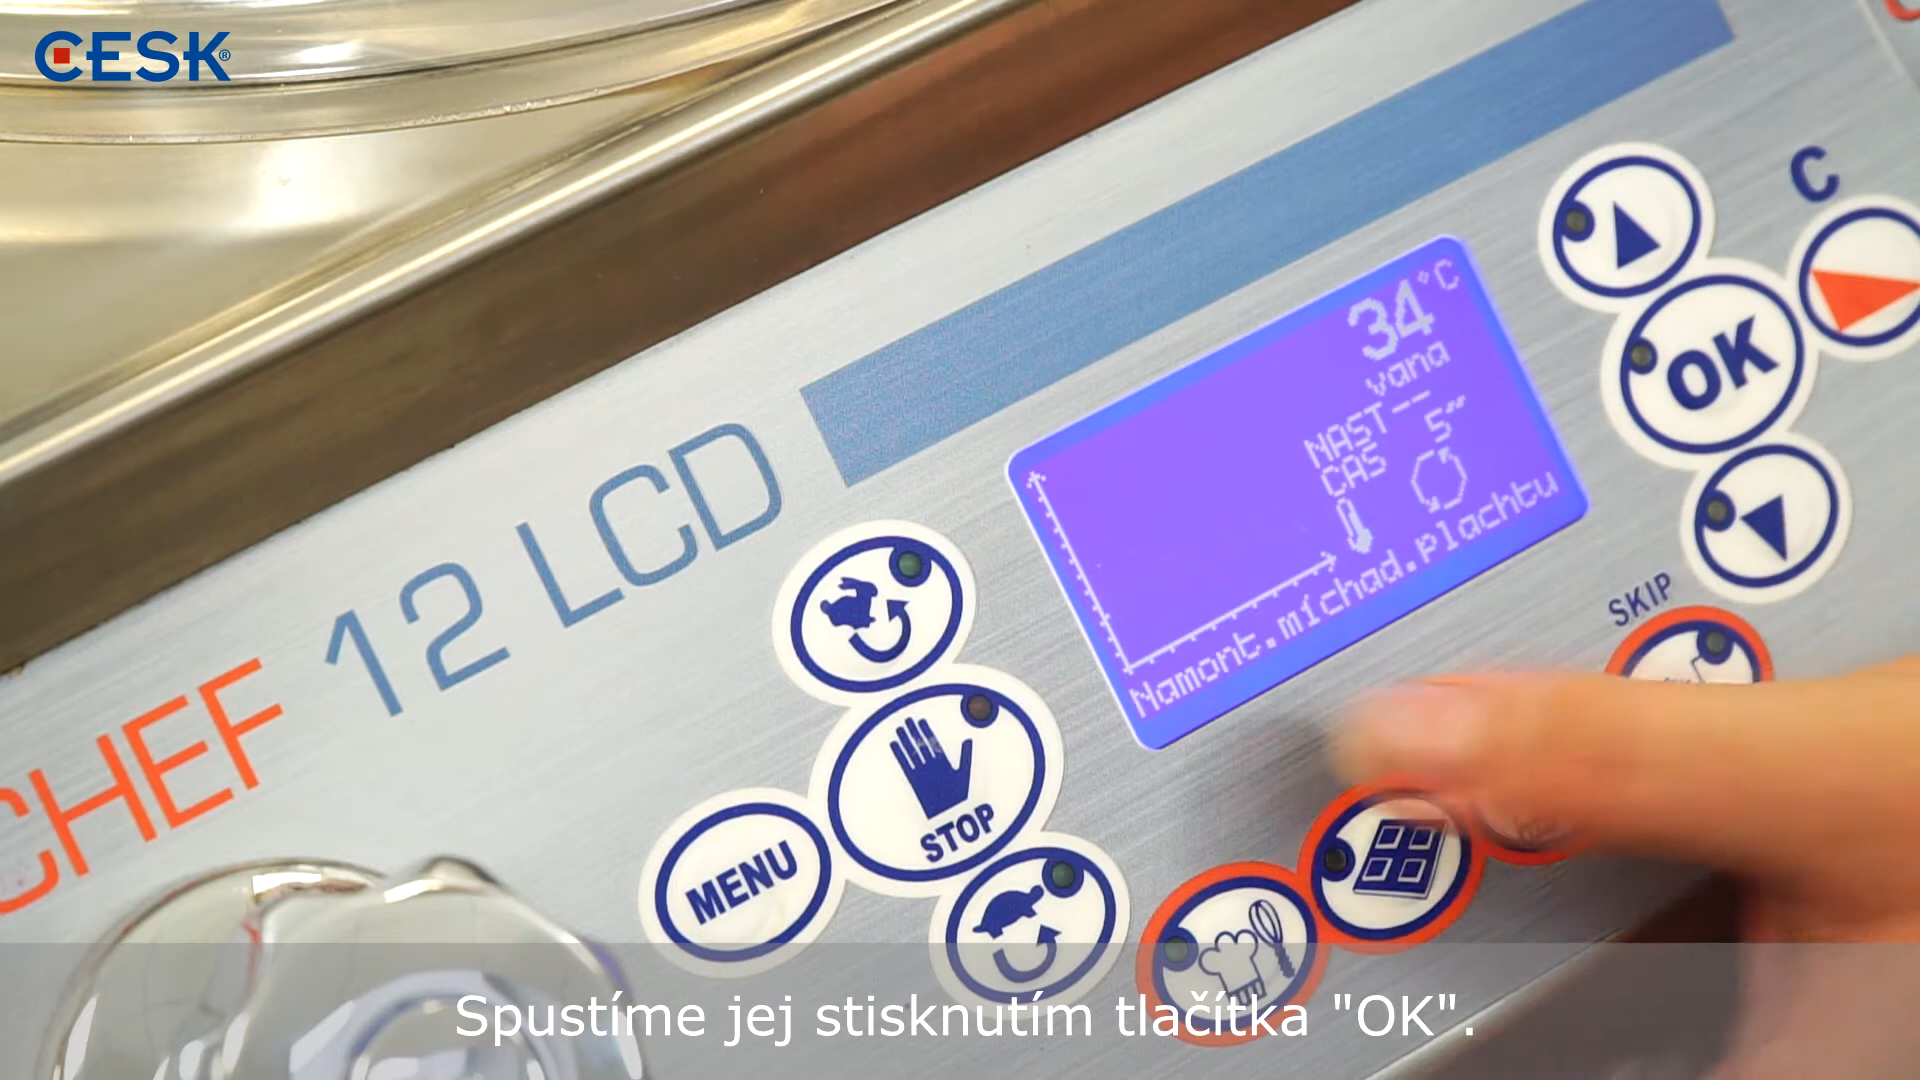 CESK®
CHEF 12 LCD
34°C
vana
NAST--
CAS 5"
Namont.míchad.plachtu
C
OK
SKIP
STOP
MENU
Spustíme jej stisknutím tlačítka "OK".